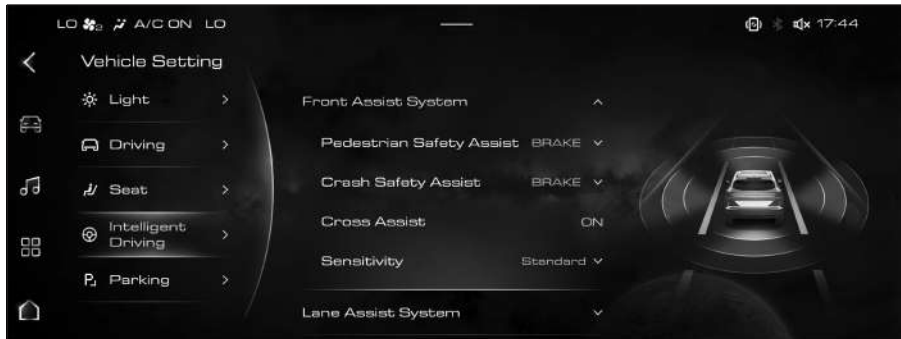 LO 2 A/C ON LO
17:44
Vehicle Setting
Light
Driving
Seat
Intelligent
Driving
Parking
Front Assist System
Pedestrian Safety Assist BRAKE
Crash Safety Assist BRAKE
Cross Assist ON
Sensitivity Standard
Lane Assist System